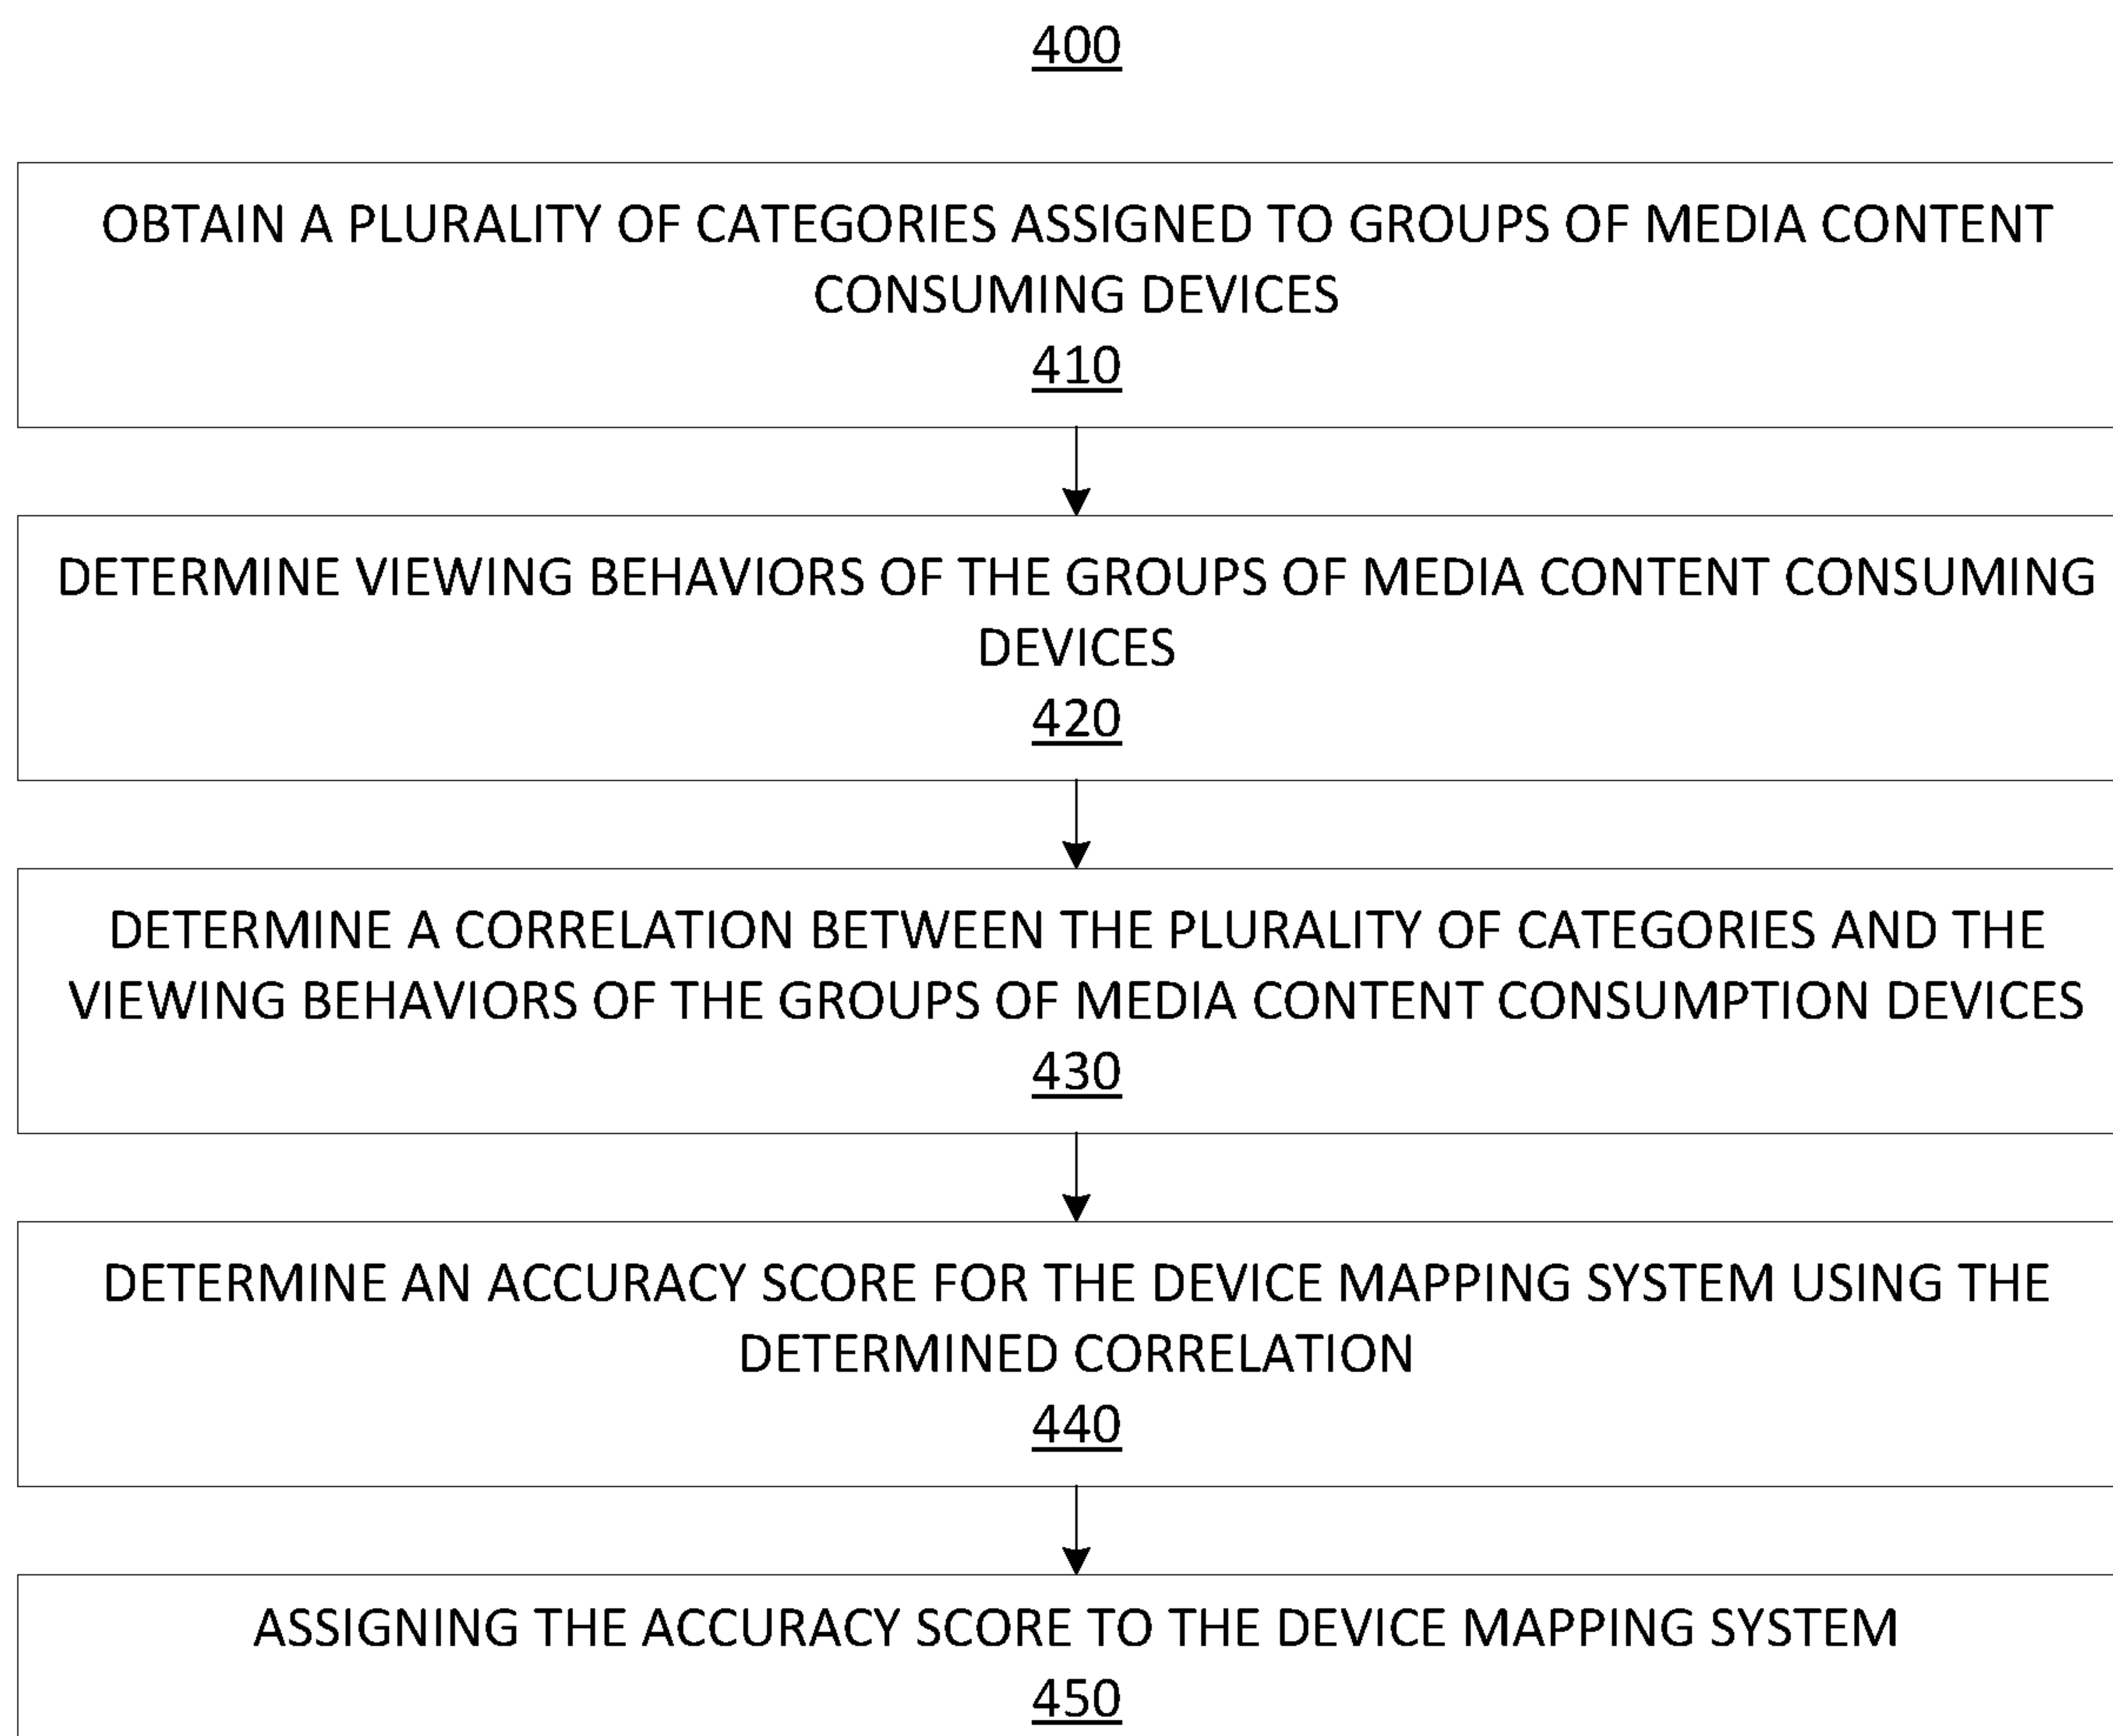 400
OBTAIN A PLURALITY OF CATEGORIES ASSIGNED TO GROUPS OF MEDIA CONTENT
CONSUMING DEVICES
410
DETERMINE VIEWING BEHAVIORS OF THE GROUPS OF MEDIA CONTENT CONSUMING
DEVICES
420
DETERMINE A CORRELATION BETWEEN THE PLURALITY OF CATEGORIES AND THE
VIEWING BEHAVIORS OF THE GROUPS OF MEDIA CONTENT CONSUMPTION DEVICES
430
DETERMINE AN ACCURACY SCORE FOR THE DEVICE MAPPING SYSTEM USING THE
DETERMINED CORRELATION
440
ASSIGNING THE ACCURACY SCORE TO THE DEVICE MAPPING SYSTEM
450